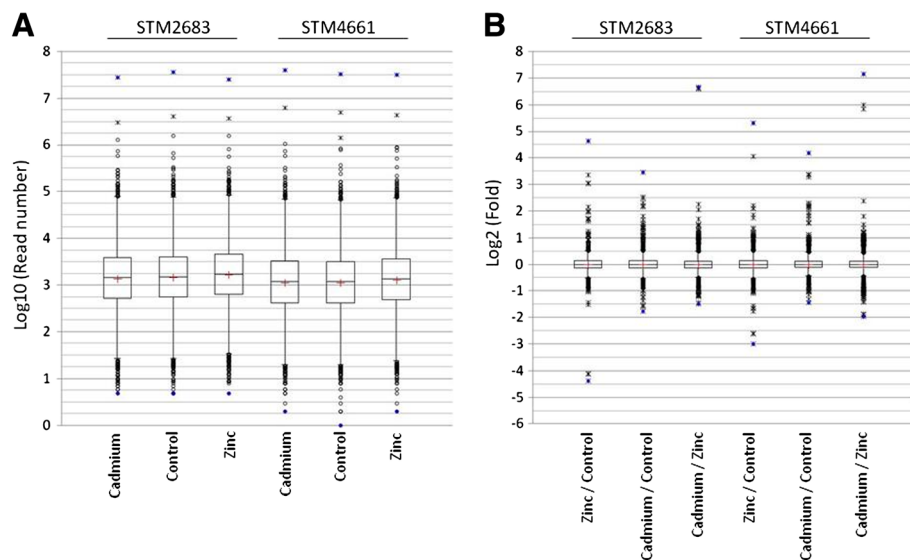 A
STM2683
STM4661
Log10 (Read number)
8
7
6
5
4
3
2
1
0
Cadmium
Control
Zinc
Cadmium
Control
Zinc
B
STM2683
STM4661
Log2 (Fold)
8
7
6
5
4
3
2
1
0
-1
-2
-3
-4
-5
-6
Zinc / Control
Cadmium / Control
Cadmium / Zinc
Zinc / Control
Cadmium / Control
Cadmium / Zinc